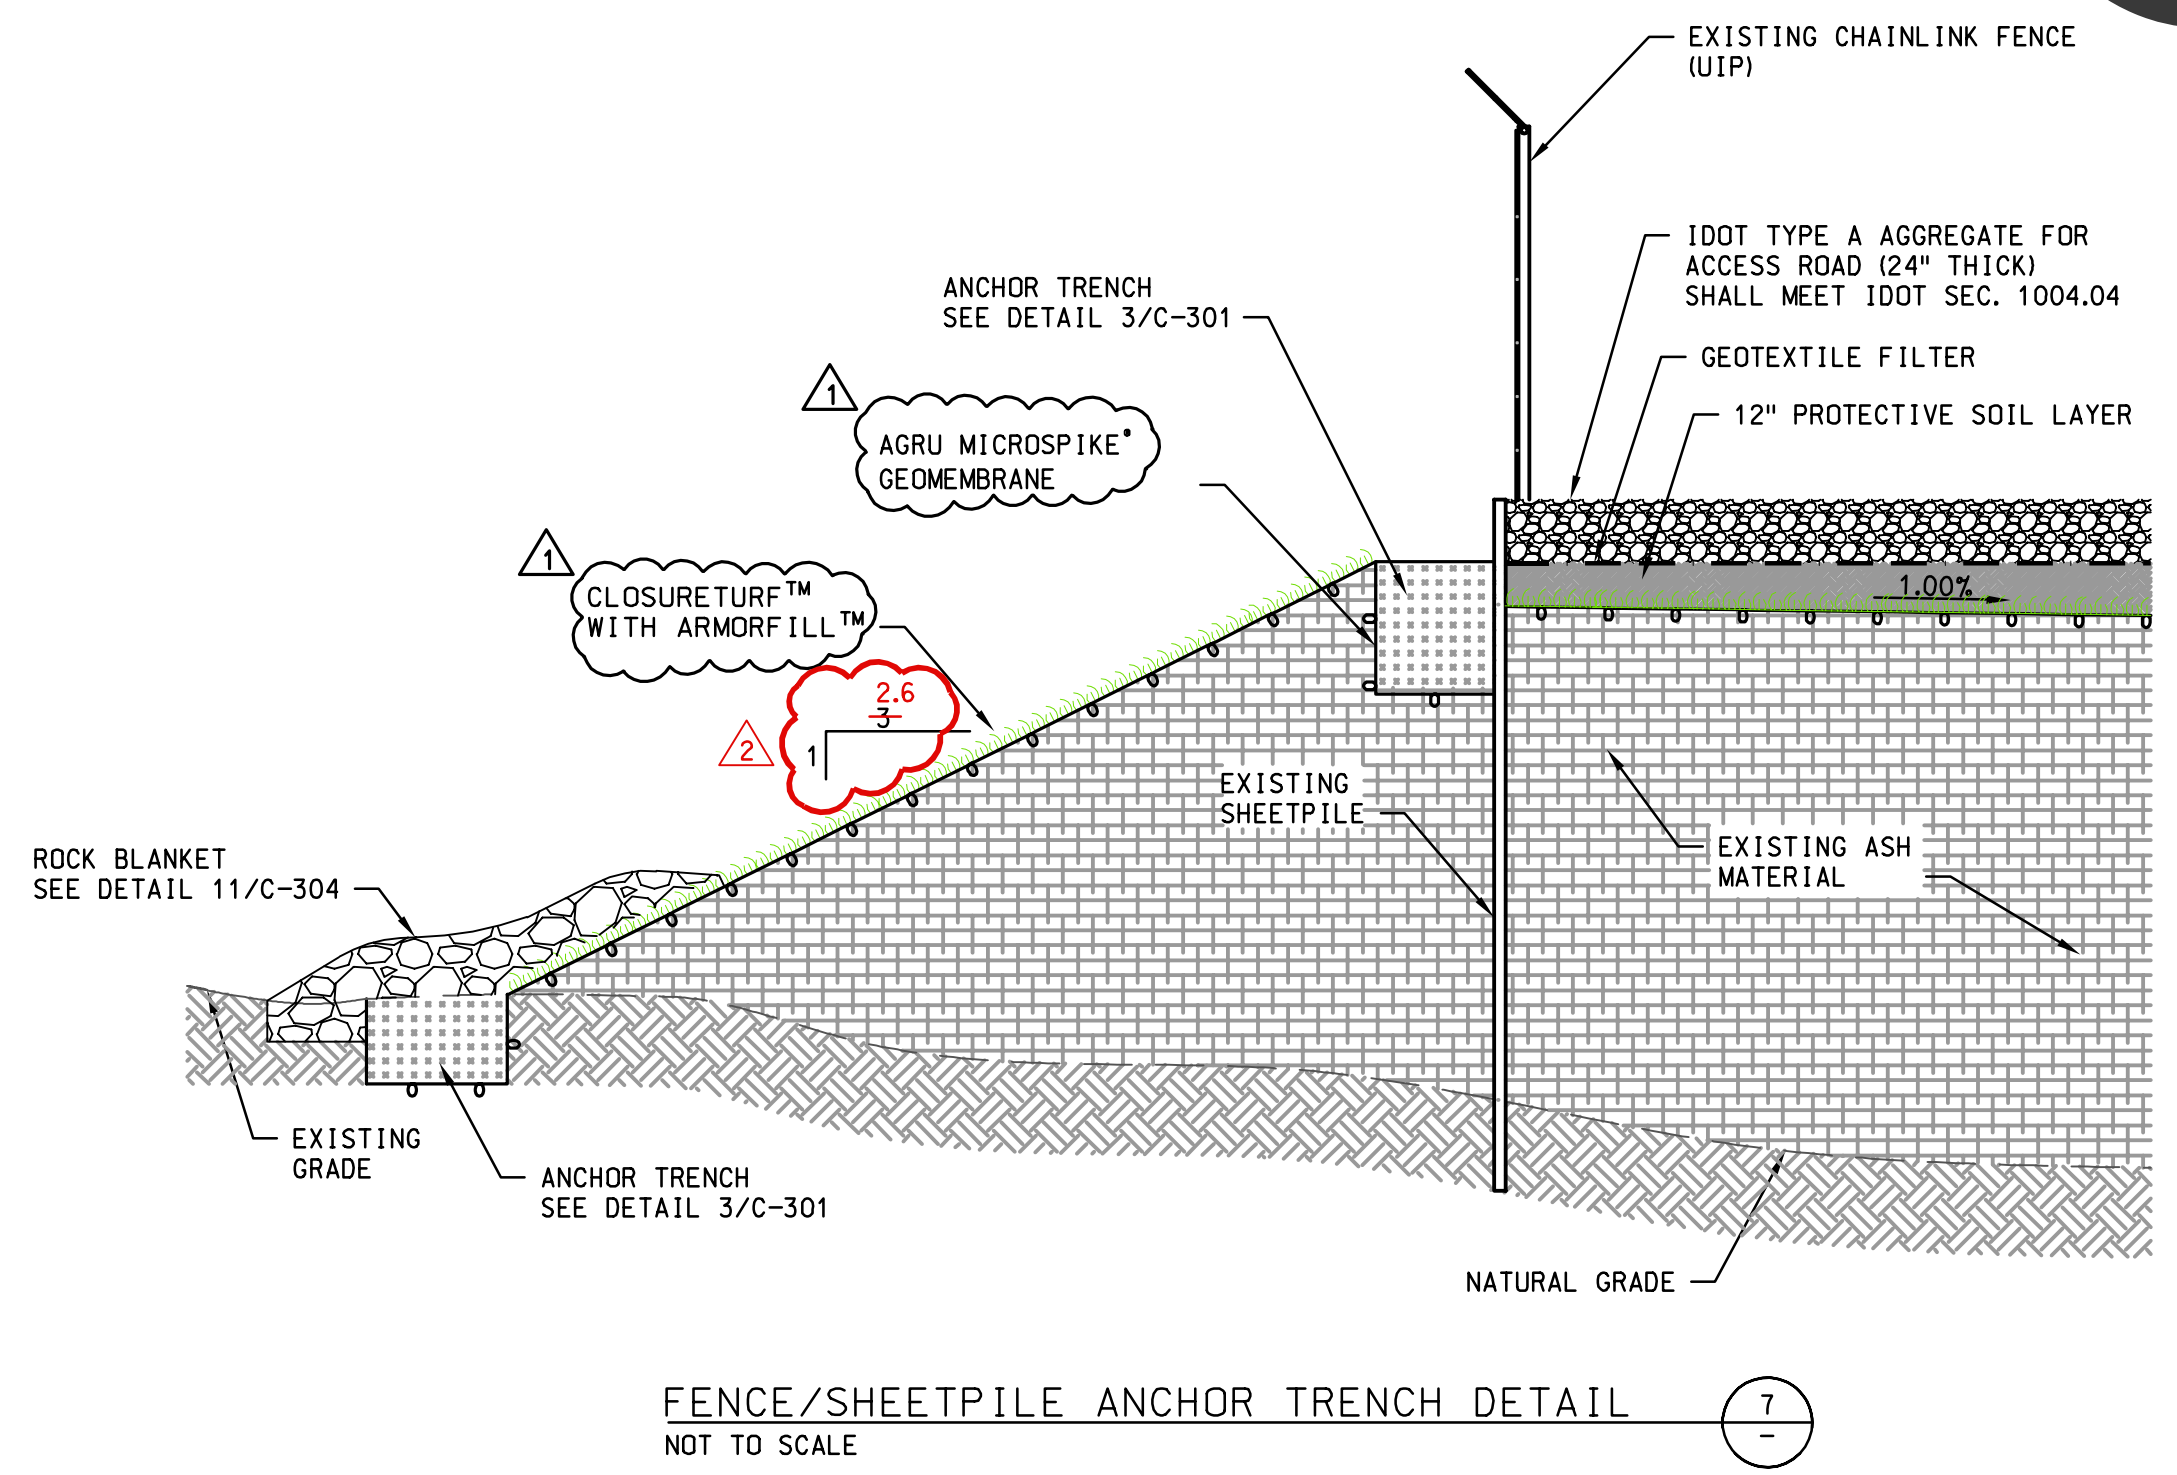 EXISTING CHAINLINK FENCE
(UIP)
IDOT TYPE A AGGREGATE FOR
ACCESS ROAD (24" THICK)
SHALL MEET IDOT SEC. 1004.04
ANCHOR TRENCH
SEE DETAIL 3/C-301
GEOTEXTILE FILTER
12" PROTECTIVE SOIL LAYER
1
AGRU MICROSPIKE®
GEOMEMBRANE
1
CLOSURETURF™
WITH ARMORFILL™
1.00%
2.6
3
1
2
EXISTING
SHEETPILE
EXISTING ASH
MATERIAL
ROCK BLANKET
SEE DETAIL 11/C-304
EXISTING
GRADE
ANCHOR TRENCH
SEE DETAIL 3/C-301
NATURAL GRADE
FENCE/SHEETPILE ANCHOR TRENCH DETAIL
NOT TO SCALE
7
–